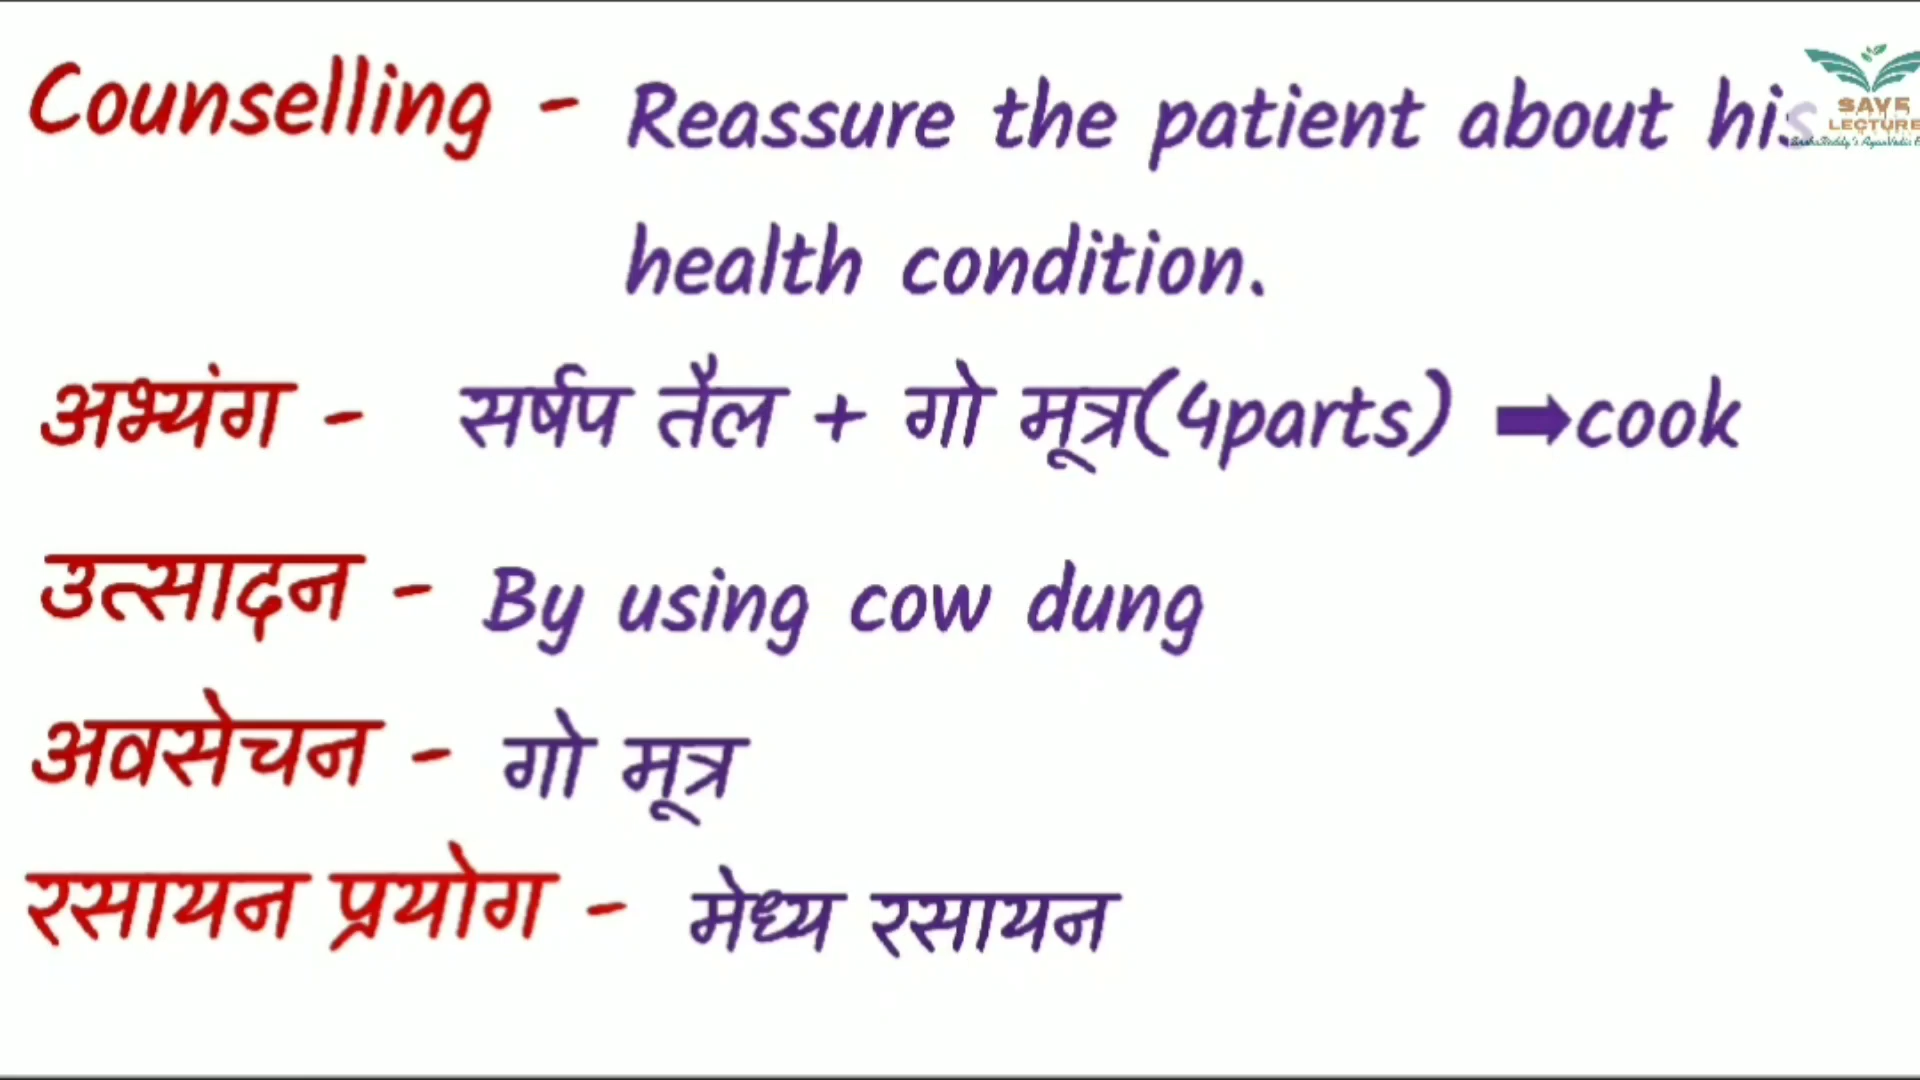 Counselling - Reassure the patient about his
health condition.
अभ्यंग - सर्षप तैल + गो मूत्र(4parts) ➡cook
उत्सादन - By using cow dung
अवसेचन - गो मूत्र
रसायन प्रयोग - मेध्य रसायन
SAVE
LECTURE